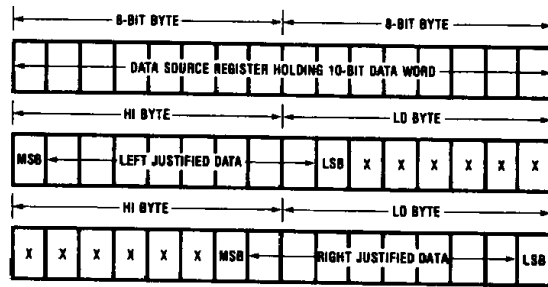 8-BIT BYTE 8-BIT BYTE
DATA SOURCE REGISTER HOLDING 10-BIT DATA WORD
HI BYTE LO BYTE
MSB LEFT JUSTIFIED DATA LSB X X X X X X
HI BYTE LO BYTE
X X X X X X MSB RIGHT JUSTIFIED DATA LSB